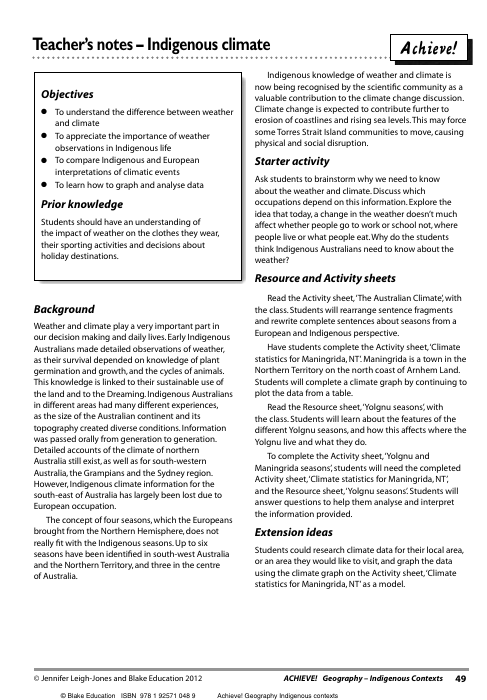 Teacher's notes – Indigenous climate
Achieve!
Objectives
● To understand the difference between weather
and climate
● To appreciate the importance of weather
observations in Indigenous life
● To compare Indigenous and European
interpretations of climatic events
● To learn how to graph and analyse data
Prior knowledge
Students should have an understanding of
the impact of weather on the clothes they wear,
their sporting activities and decisions about
holiday destinations.
Background
Weather and climate play a very important part in
our decision making and daily lives. Early Indigenous
Australians made detailed observations of weather,
as their survival depended on knowledge of plant
germination and growth, and the cycles of animals.
This knowledge is linked to their sustainable use of
the land and to the Dreaming. Indigenous Australians
in different areas had many different experiences,
as the size of the Australian continent and its
topography created diverse conditions. Information
was passed orally from generation to generation.
Detailed accounts of the climate of northern
Australia still exist, as well as for south-western
Australia, the Grampians and the Sydney region.
However, Indigenous climate information for the
south-east of Australia has largely been lost due to
European occupation.
The concept of four seasons, which the Europeans
brought from the Northern Hemisphere, does not
really fit with the Indigenous seasons. Up to six
seasons have been identified in south-west Australia
and the Northern Territory, and three in the centre
of Australia.
Indigenous knowledge of weather and climate is
now being recognised by the scientific community as a
valuable contribution to the climate change discussion.
Climate change is expected to contribute further to
erosion of coastlines and rising sea levels. This may force
some Torres Strait Island communities to move, causing
physical and social disruption.
Starter activity
Ask students to brainstorm why we need to know
about the weather and climate. Discuss which
occupations depend on this information. Explore the
idea that today, a change in the weather doesn't much
affect whether people go to work or school not, where
people live or what people eat. Why do the students
think Indigenous Australians need to know about the
weather?
Resource and Activity sheets
Read the Activity sheet, 'The Australian Climate', with
the class. Students will rearrange sentence fragments
and rewrite complete sentences about seasons from a
European and Indigenous perspective.
Have students complete the Activity sheet, 'Climate
statistics for Maningrida, NT'. Maningrida is a town in the
Northern Territory on the north coast of Arnhem Land.
Students will complete a climate graph by continuing to
plot the data from a table.
Read the Resource sheet, 'Yolgnu seasons', with
the class. Students will learn about the features of the
different Yolgnu seasons, and how this affects where the
Yolgnu live and what they do.
To complete the Activity sheet, 'Yolgnu and
Maningrida seasons', students will need the completed
Activity sheet, 'Climate statistics for Maningrida, NT',
and the Resource sheet, 'Yolgnu seasons'. Students will
answer questions to help them analyse and interpret
the information provided.
Extension ideas
Students could research climate data for their local area,
or an area they would like to visit, and graph the data
using the climate graph on the Activity sheet, 'Climate
statistics for Maningrida, NT' as a model.
© Jennifer Leigh-Jones and Blake Education 2012
ACHIEVE! Geography – Indigenous Contexts 49
© Blake Education ISBN 978 1 92571 048 9 Achieve! Geography Indigenous contexts